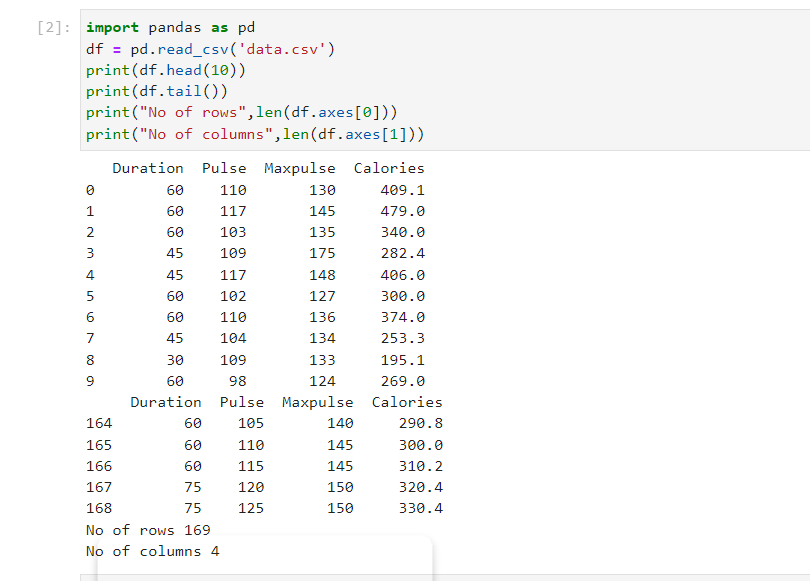 [2]:
import pandas as pd
df = pd.read_csv('data.csv')
print(df.head(10))
print(df.tail())
print("No of rows",len(df.axes[0]))
print("No of columns",len(df.axes[1]))
Duration Pulse Maxpulse Calories
0 60 110 130 409.1
1 60 117 145 479.0
2 60 103 135 340.0
3 45 109 175 282.4
4 45 117 148 406.0
5 60 102 127 300.0
6 60 110 136 374.0
7 45 104 134 253.3
8 30 109 133 195.1
9 60 98 124 269.0
Duration Pulse Maxpulse Calories
164 60 105 140 290.8
165 60 110 145 300.0
166 60 115 145 310.2
167 75 120 150 320.4
168 75 125 150 330.4
No of rows 169
No of columns 4